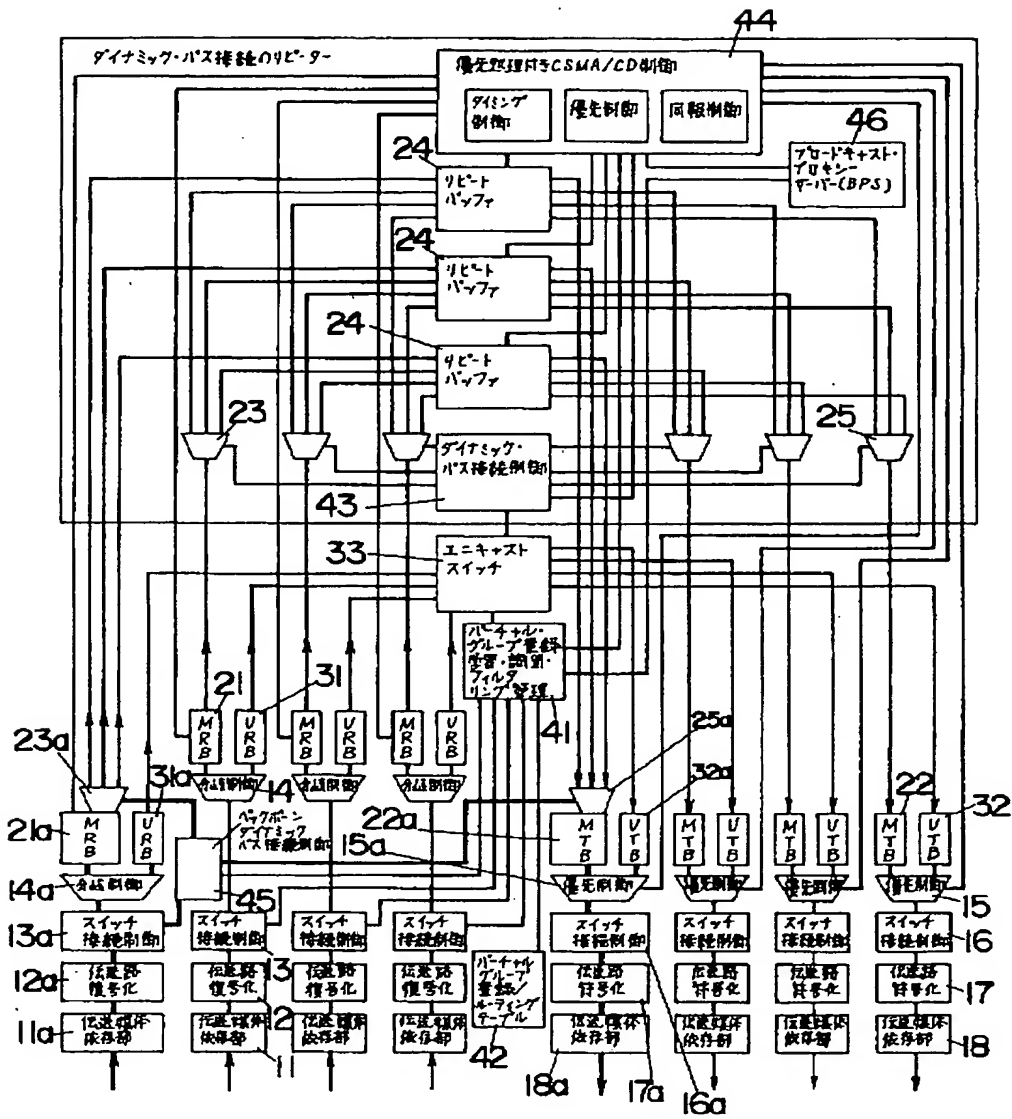 44
ダイナミック・パス接続のリピーター
優先処理付きCSMA/CD制御
タイミング
制御
優先制御
同報制御
46
ブロードキャスト・
プロキシー
サーバー(BPS)
24
リピート
バッファ
24
リピート
バッファ
24
リピート
バッファ
23
25
ダイナミック・
パス接続制御
43
33
ユニキャスト
スイッチ
バーチャル・
グループ登録
学習・認別・
フィルタ
リング管理
41
21
31
MRB
URB
MRB
URB
MRB
URB
23a
31a
分岐制御
14
分岐制御
分岐制御
25a
32a
21a
MRB
URB
バックボーン
ダイナミック
パス接続制御
22a
MTB
UTB
MTB
UTB
MTB
UTB
22
MTB
UTB
32
15a
14a
分岐制御
45
優先制御
優先制御
優先制御
優先制御
15
13a
スイッチ
接続制御
スイッチ
接続制御
13
スイッチ
接続制御
スイッチ
接続制御
スイッチ
接続制御
スイッチ
接続制御
スイッチ
接続制御
スイッチ
接続制御
16
12a
伝送路
復号化
伝送路
復号化
12
伝送路
復号化
伝送路
復号化
バーチャル
グループ
登録/
ルーティング
テーブル
42
伝送路
符号化
伝送路
符号化
伝送路
符号化
伝送路
符号化
17
11a
伝送媒体
依存部
伝送媒体
依存部
11
伝送媒体
依存部
伝送媒体
依存部
伝送媒体
依存部
伝送媒体
依存部
伝送媒体
依存部
伝送媒体
依存部
18
18a
17a
16a